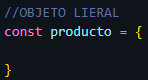 //OBJETO LIERAL
const producto = {
}